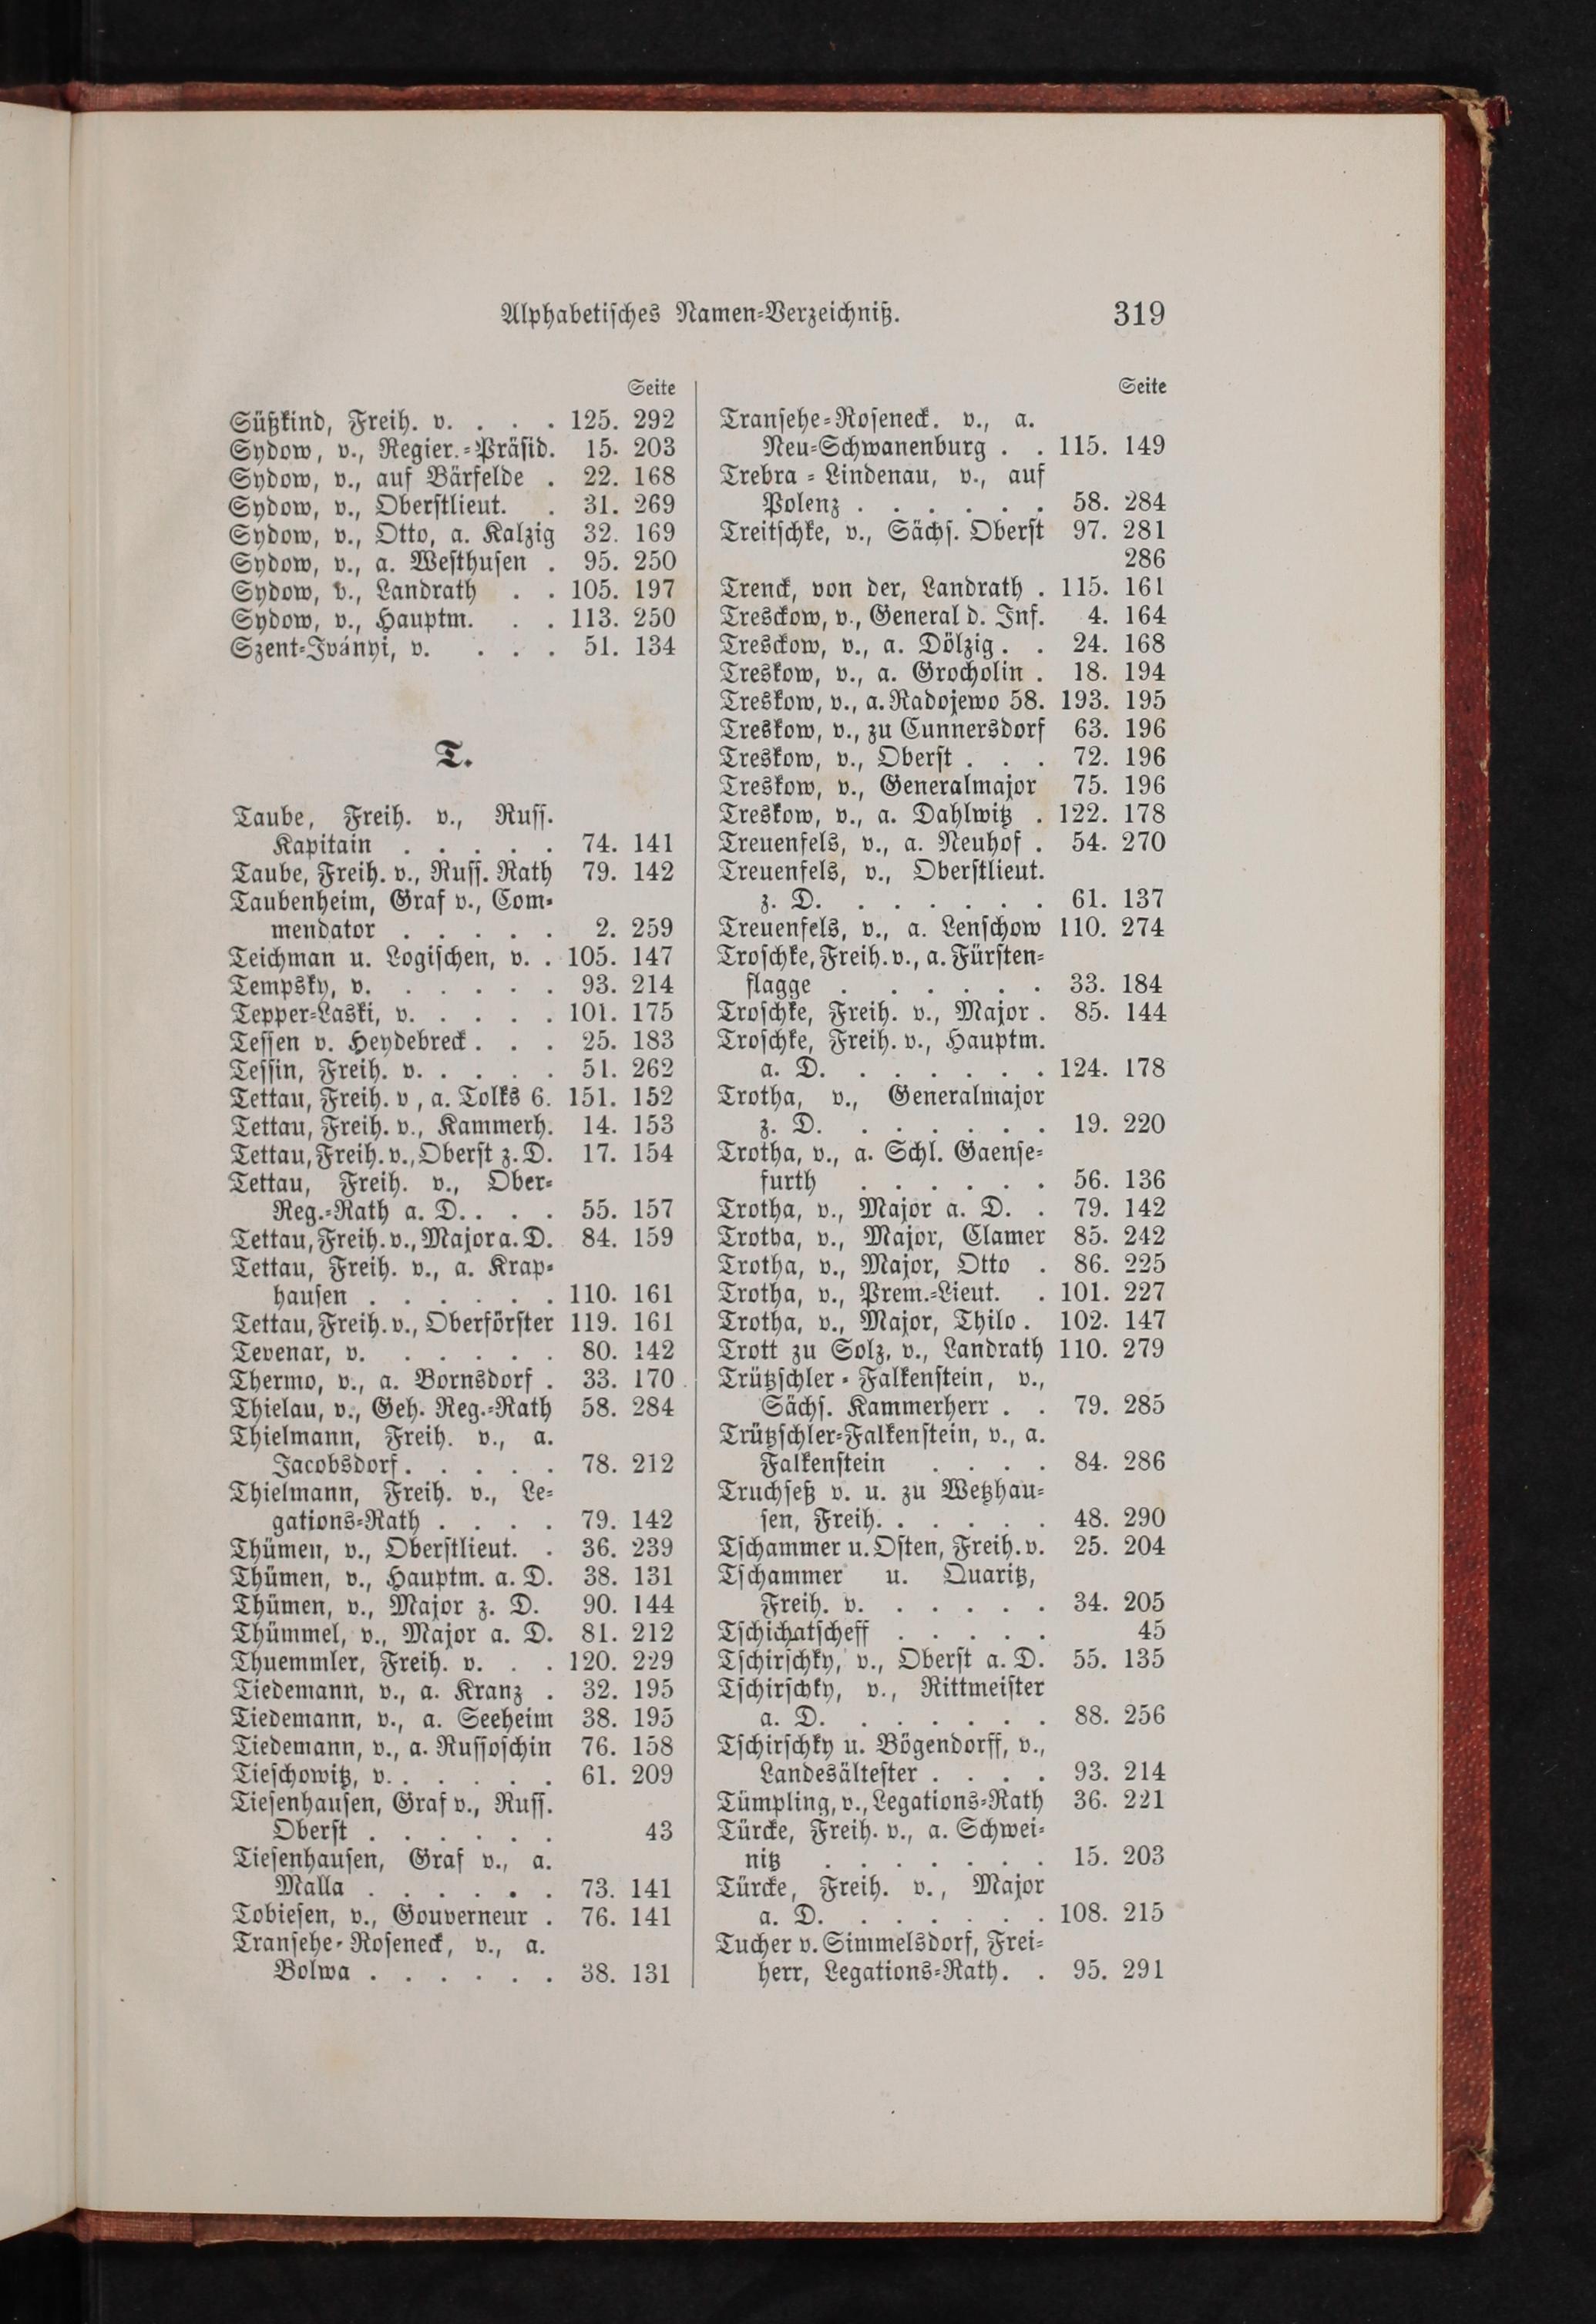 Alphabetisches Namen-Verzeichniß. 319
Seite
Süßkind, Freih. v. . . . 125. 292
Sydow, v., Regier.-Präsid. 15. 203
Sydow, v., auf Bärfelde . 22. 168
Sydow, v., Oberstlieut. . 31. 269
Sydow, v., Otto, a. Kalzig 32. 169
Sydow, v., a. Westhusen . 95. 250
Sydow, v., Landrath . . 105. 197
Sydow, v., Hauptm. . . 113. 250
Szent-Iványi, v. . . . 51. 134
T.
Taube, Freih. v., Russ.
Kapitain . . . . . 74. 141
Taube, Freih. v., Russ. Rath 79. 142
Taubenheim, Graf v., Com-
mendator . . . . . 2. 259
Teichman u. Logischen, v. . 105. 147
Tempsky, v. . . . . . 93. 214
Tepper-Laski, v. . . . . 101. 175
Tessen v. Heydebreck . . . 25. 183
Tessin, Freih. v. . . . . 51. 262
Tettau, Freih. v , a. Tolks 6. 151. 152
Tettau, Freih. v., Kammerh. 14. 153
Tettau, Freih. v., Oberst z. D. 17. 154
Tettau, Freih. v., Ober-
Reg.-Rath a. D. . . . 55. 157
Tettau, Freih. v., Major a. D. 84. 159
Tettau, Freih. v., a. Krap-
hausen . . . . . . 110. 161
Tettau, Freih. v., Oberförster 119. 161
Tevenar, v. . . . . . 80. 142
Thermo, v., a. Bornsdorf . 33. 170
Thielau, v., Geh. Reg.-Rath 58. 284
Thielmann, Freih. v., a.
Jacobsdorf . . . . . 78. 212
Thielmann, Freih. v., Le-
gations-Rath . . . . 79. 142
Thümen, v., Oberstlieut. . 36. 239
Thümen, v., Hauptm. a. D. 38. 131
Thümen, v., Major z. D. 90. 144
Thümmel, v., Major a. D. 81. 212
Thuemmler, Freih. v. . . 120. 229
Tiedemann, v., a. Kranz . 32. 195
Tiedemann, v., a. Seeheim 38. 195
Tiedemann, v., a. Russoschin 76. 158
Tieschowitz, v. . . . . . 61. 209
Tiesenhausen, Graf v., Russ.
Oberst . . . . . . 43
Tiesenhausen, Graf v., a.
Malla . . . . . . 73. 141
Tobiesen, v., Gouverneur . 76. 141
Transehe-Roseneck, v., a.
Bolwa . . . . . . 38. 131
Seite
Transehe-Roseneck. v., a.
Neu-Schwanenburg . . 115. 149
Trebra-Lindenau, v., auf
Polenz . . . . . . 58. 284
Treitschke, v., Sächs. Oberst 97. 281
286
Trenck, von der, Landrath . 115. 161
Tresckow, v., General d. Inf. 4. 164
Tresckow, v., a. Dölzig . . 24. 168
Treskow, v., a. Grocholin . 18. 194
Treskow, v., a. Radojewo 58. 193. 195
Treskow, v., zu Cunnersdorf 63. 196
Treskow, v., Oberst . . . 72. 196
Treskow, v., Generalmajor 75. 196
Treskow, v., a. Dahlwitz . 122. 178
Treuenfels, v., a. Neuhof . 54. 270
Treuenfels, v., Oberstlieut.
z. D. . . . . . . 61. 137
Treuenfels, v., a. Lenschow 110. 274
Troschke, Freih. v., a. Fürsten-
flagge . . . . . . 33. 184
Troschke, Freih. v., Major . 85. 144
Troschke, Freih. v., Hauptm.
a. D. . . . . . . . 124. 178
Trotha, v., Generalmajor
z. D. . . . . . . 19. 220
Trotha, v., a. Schl. Gaense-
furth . . . . . . 56. 136
Trotha, v., Major a. D. . 79. 142
Trotha, v., Major, Clamer 85. 242
Trotha, v., Major, Otto . 86. 225
Trotha, v., Prem.-Lieut. . 101. 227
Trotha, v., Major, Thilo . 102. 147
Trott zu Solz, v., Landrath 110. 279
Trützschler-Falkenstein, v.,
Sächs. Kammerherr . . 79. 285
Trützschler-Falkenstein, v., a.
Falkenstein . . . . 84. 286
Truchseß v. u. zu Wetzhau-
sen, Freih. . . . . . 48. 290
Tschammer u. Osten, Freih. v. 25. 204
Tschammer u. Quaritz,
Freih. v. . . . . . 34. 205
Tschichatscheff . . . . . 45
Tschirschky, v., Oberst a. D. 55. 135
Tschirschky, v., Rittmeister
a. D. . . . . . . . 88. 256
Tschirschky u. Bögendorff, v.,
Landesältester . . . . 93. 214
Tümpling, v., Legations-Rath 36. 221
Türcke, Freih. v., a. Schwei-
nitz . . . . . . . 15. 203
Türcke, Freih. v., Major
a. D. . . . . . . . 108. 215
Tucher v. Simmelsdorf, Frei-
herr, Legations-Rath. . 95. 291